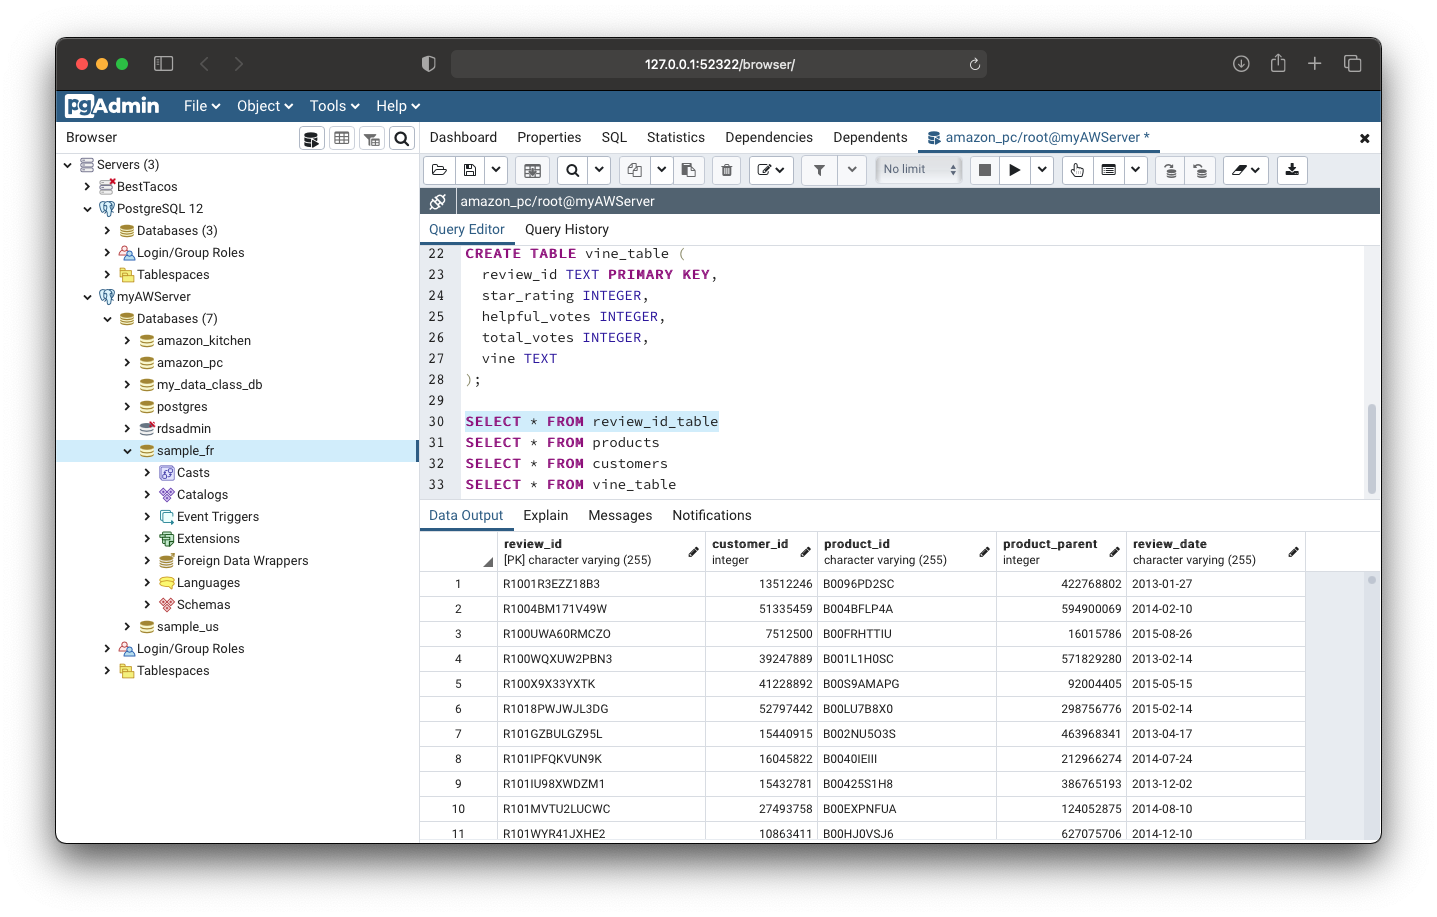 127.0.0.1:52322/browser/
pgAdmin File Object Tools Help
Browser
Servers (3)
BestTacos
PostgreSQL 12
Databases (3)
Login/Group Roles
Tablespaces
myAWServer
Databases (7)
amazon_kitchen
amazon_pc
my_data_class_db
postgres
rdsadmin
sample_fr
Casts
Catalogs
Event Triggers
Extensions
Foreign Data Wrappers
Languages
Schemas
sample_us
Login/Group Roles
Tablespaces
Dashboard Properties SQL Statistics Dependencies Dependents amazon_pc/root@myAWServer *
No limit
amazon_pc/root@myAWServer
Query Editor Query History
22 CREATE TABLE vine_table (
23 review_id TEXT PRIMARY KEY,
24 star_rating INTEGER,
25 helpful_votes INTEGER,
26 total_votes INTEGER,
27 vine TEXT
28 );
29
30 SELECT * FROM review_id_table
31 SELECT * FROM products
32 SELECT * FROM customers
33 SELECT * FROM vine_table
Data Output Explain Messages Notifications
review_id customer_id product_id product_parent review_date
[PK] character varying (255) integer character varying (255) integer character varying (255)
1 R1001R3EZZ18B3 13512246 B0096PD2SC 422768802 2013-01-27
2 R1004BM171V49W 51335459 B004BFLP4A 594900069 2014-02-10
3 R100UWA60RMCZO 7512500 B00FRHTTIU 16015786 2015-08-26
4 R100WQXUW2PBN3 39247889 B001L1H0SC 571829280 2013-02-14
5 R100X9X33YXTK 41228892 B00S9AMAPG 92004405 2015-05-15
6 R1018PWJWJL3DG 52797442 B00LU7B8X0 298756776 2015-02-14
7 R101GZBULGZ95L 15440915 B002NU5O3S 463968341 2013-04-17
8 R101IPFQKVUN9K 16045822 B0040IEIII 212966274 2014-07-24
9 R101IU98XWDZM1 15432781 B00425S1H8 386765193 2013-12-02
10 R101MVTU2LUCWC 27493758 B00EXPNFUA 124052875 2014-08-10
11 R101WYR41JXHE2 10863411 B00HJ0VSJ6 627075706 2014-12-10